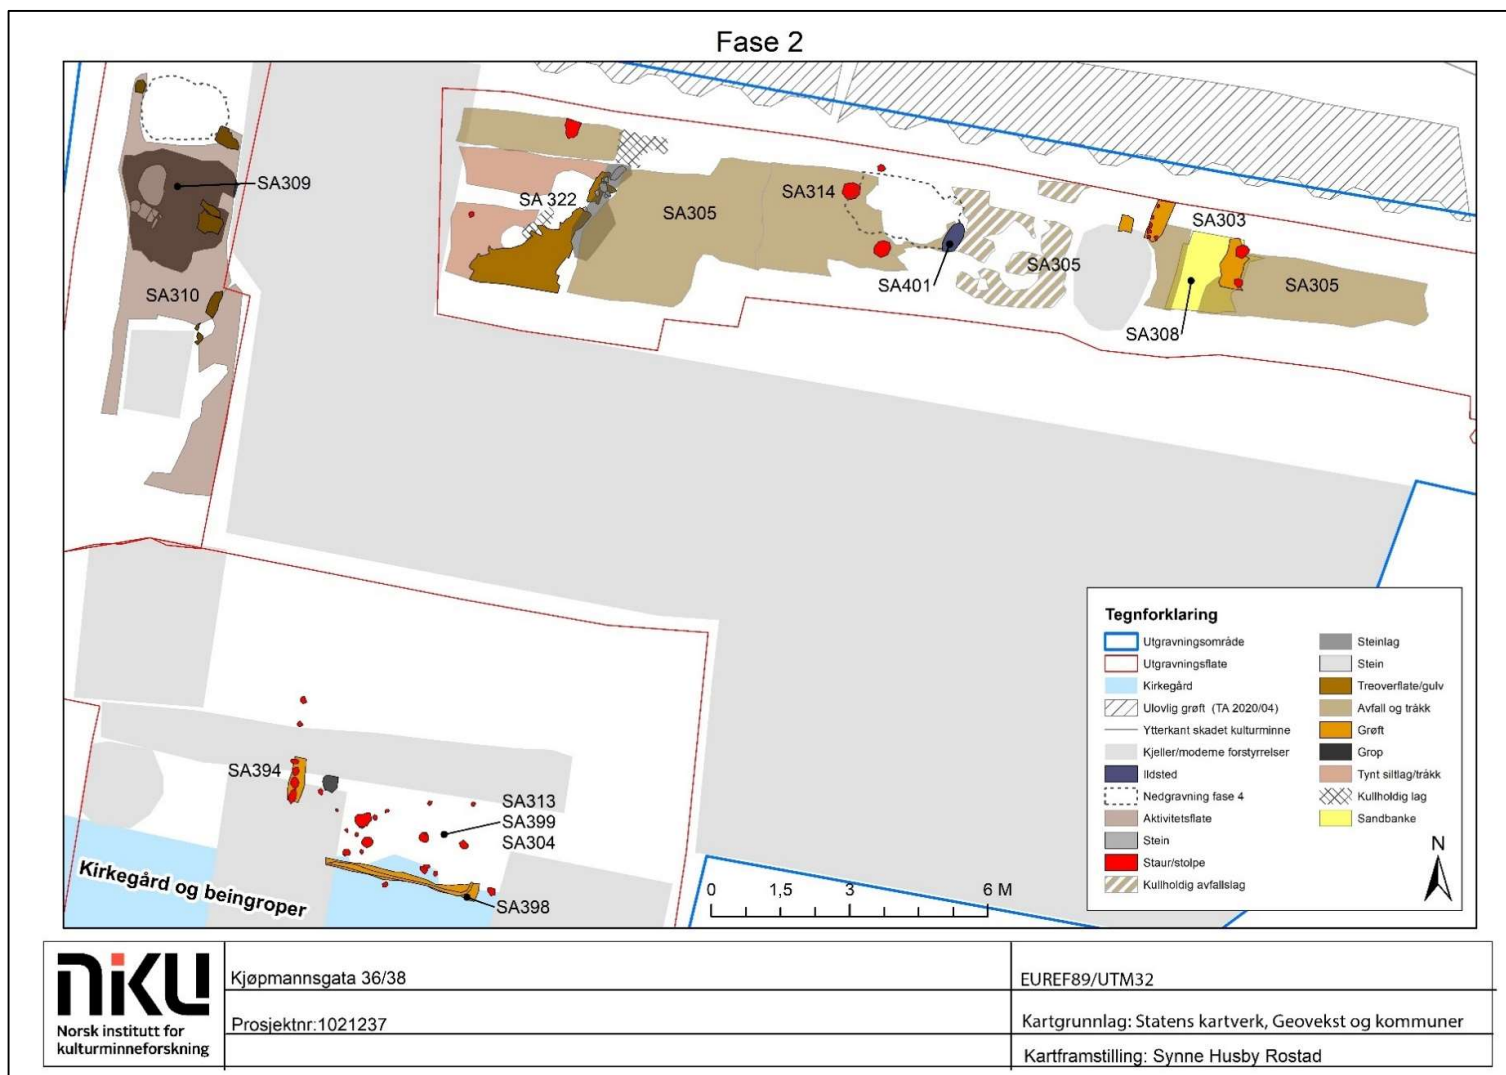 Fase 2
SA309
SA310
SA 322
SA305
SA314
SA401
SA305
SA303
SA308
SA305
SA394
SA313
SA399
SA304
SA398
Kirkegård og beingroper
0 1,5 3 6 M
N
Tegnforklaring
Utgravningsområde
Utgravningsflate
Kirkegård
Ulovlig grøft (TA 2020/04)
Ytterkant skadet kulturminne
Kjeller/moderne forstyrrelser
Ildsted
Nedgravning fase 4
Aktivitetsflate
Stein
Staur/stolpe
Kullholdig avfallslag
Steinlag
Stein
Treoverflate/gulv
Avfall og tråkk
Grøft
Grop
Tynt siltlag/tråkk
Kullholdig lag
Sandbanke
NIKU
Norsk institutt for
kulturminneforskning
Kjøpmannsgata 36/38
Prosjektnr:1021237
EUREF89/UTM32
Kartgrunnlag: Statens kartverk, Geovekst og kommuner
Kartframstilling: Synne Husby Rostad